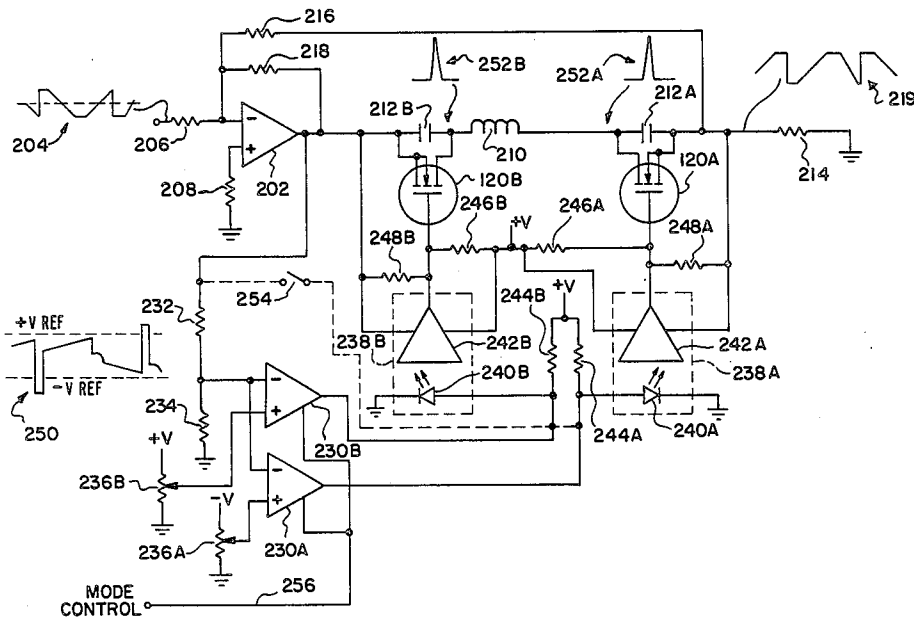 216
218
252B
252A
212B
212A
219
204
206
202
210
214
208
120B
120A
246B
246A
+V
248B
248A
254
+V
232
244B
+V REF
238B
242B
242A
238A
-V REF
240B
240A
244A
250
234
230B
+V
236B
-V
236A
230A
MODE
CONTROL
256